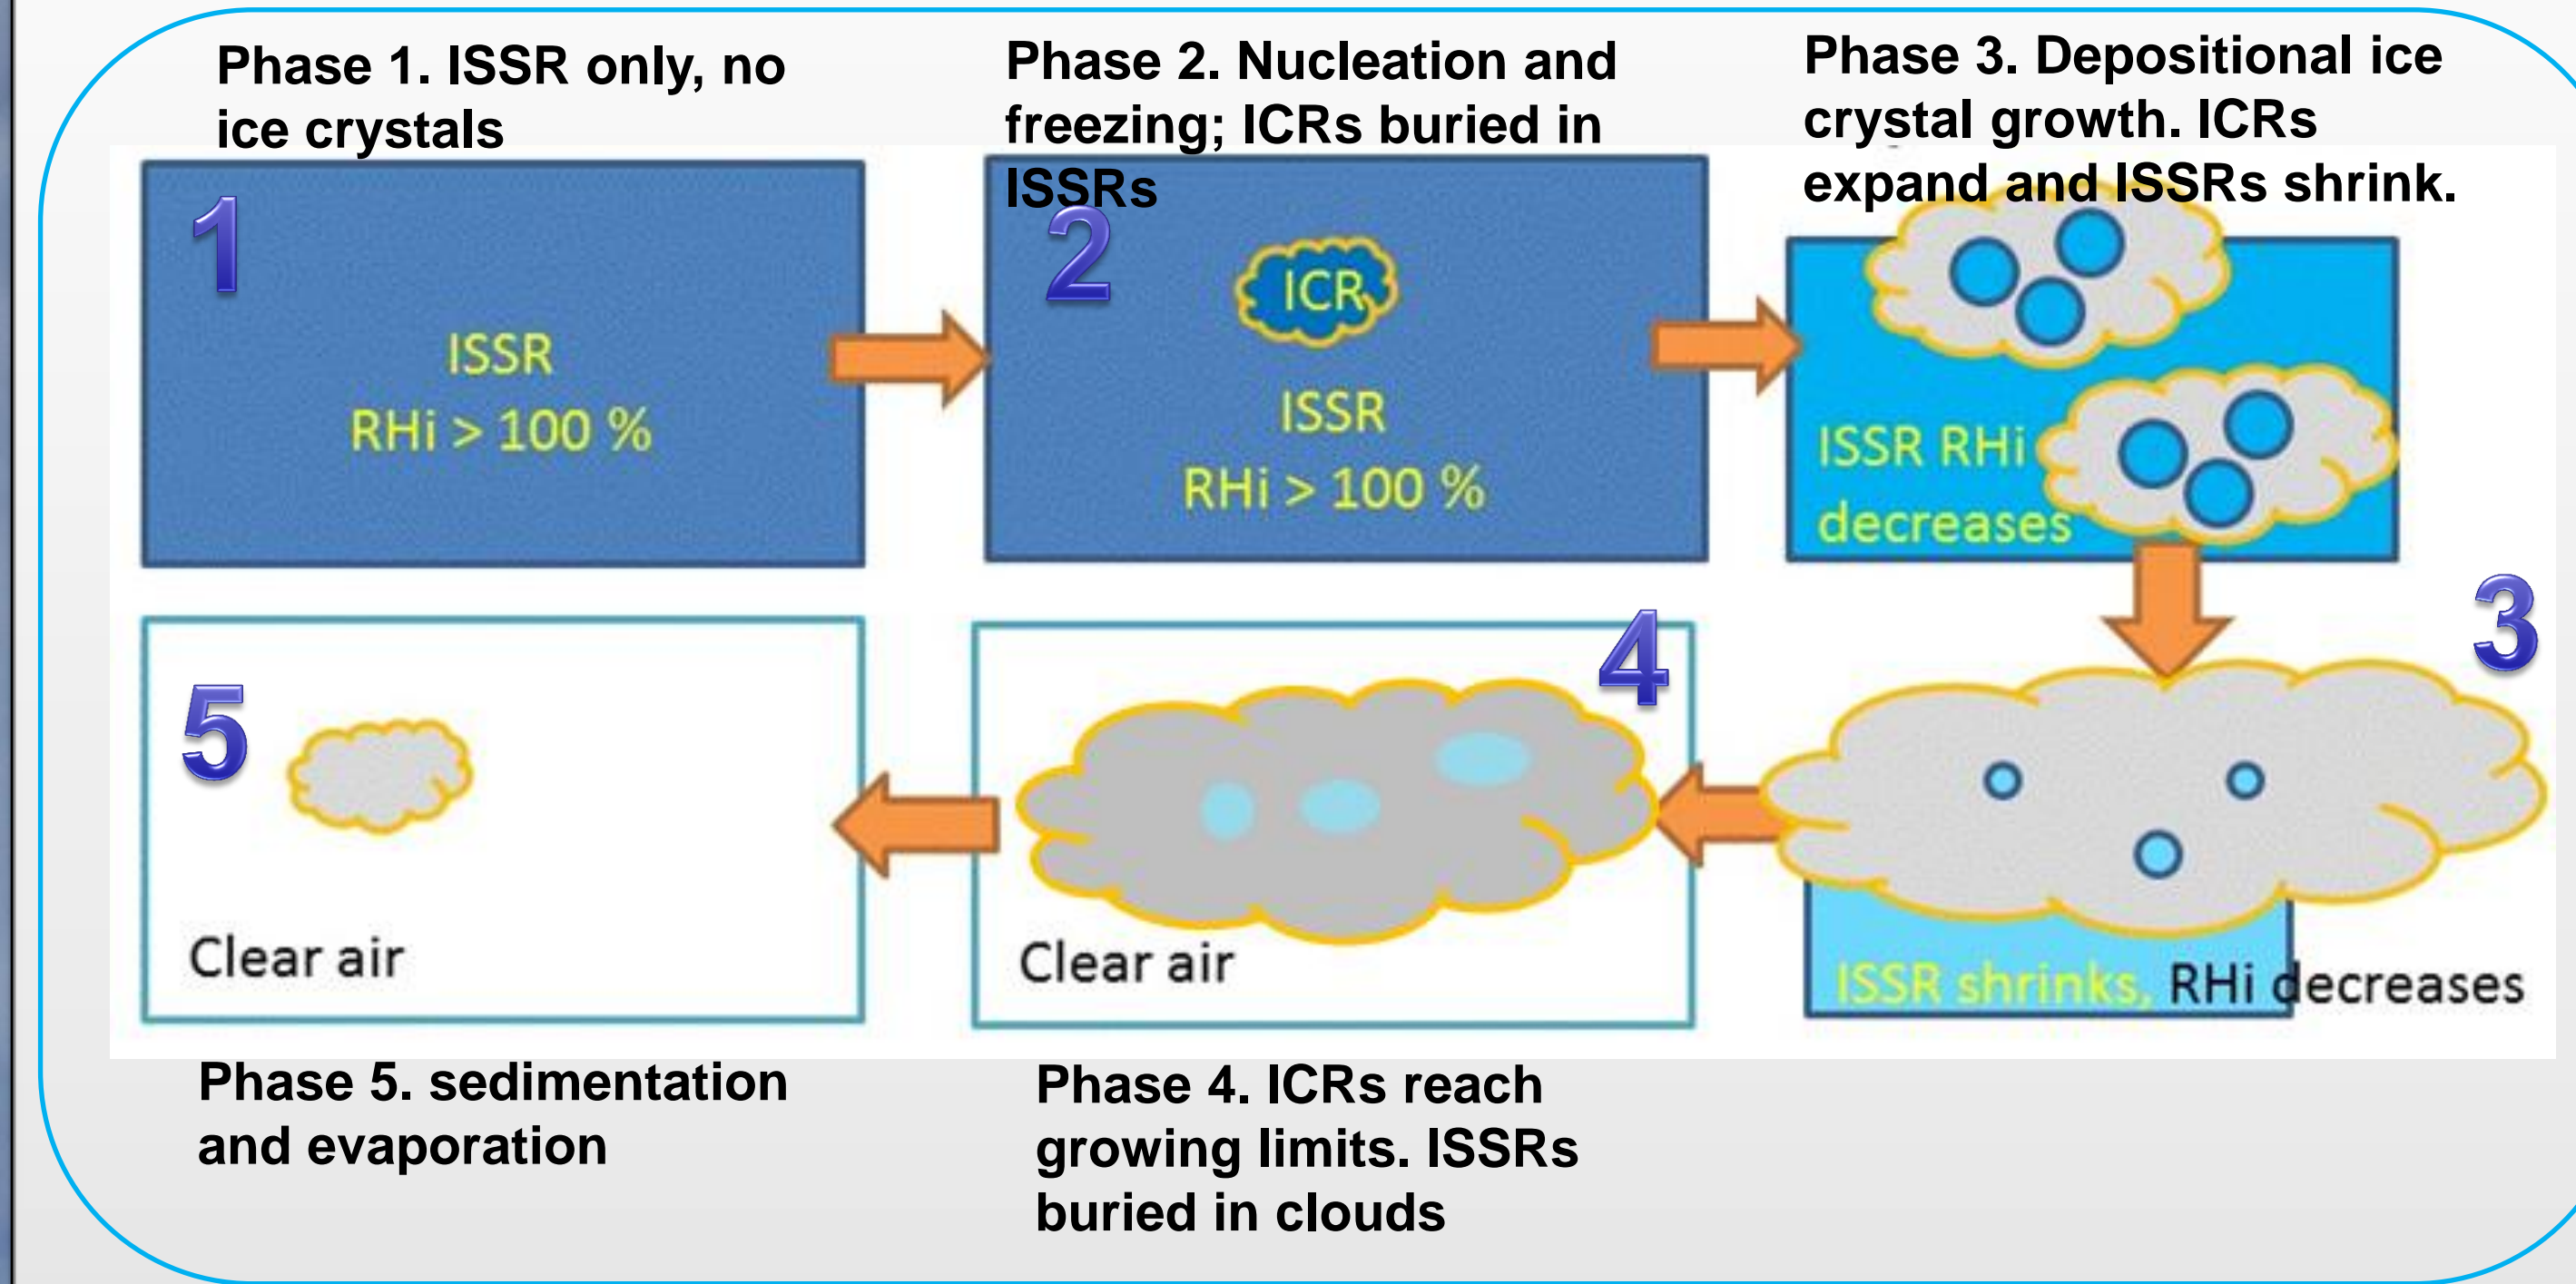 Phase 1. ISSR only, no
ice crystals
1
ISSR
RHi > 100 %
Phase 2. Nucleation and
freezing; ICRs buried in
ISSRs
2
ICR
ISSR
RHi > 100 %
Phase 3. Depositional ice
crystal growth. ICRs
expand and ISSRs shrink.
ISSR RHi
decreases
3
ISSR shrinks, RHi decreases
4
Clear air
Phase 4. ICRs reach
growing limits. ISSRs
buried in clouds
5
Clear air
Phase 5. sedimentation
and evaporation